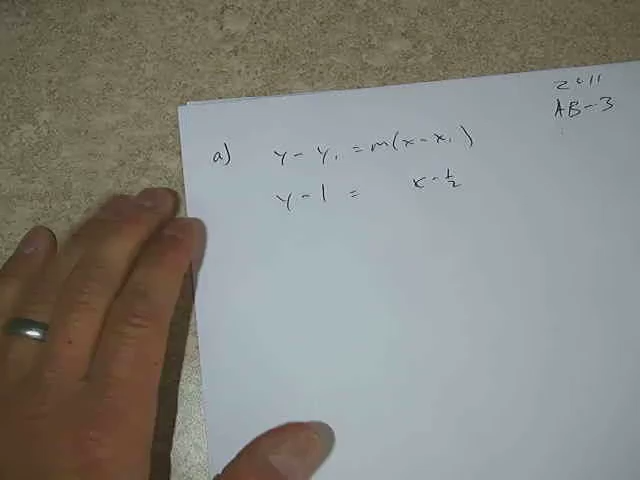 2011
AB-3
a) y - y₁ = m(x - x₁)
y - 1 = x - ½